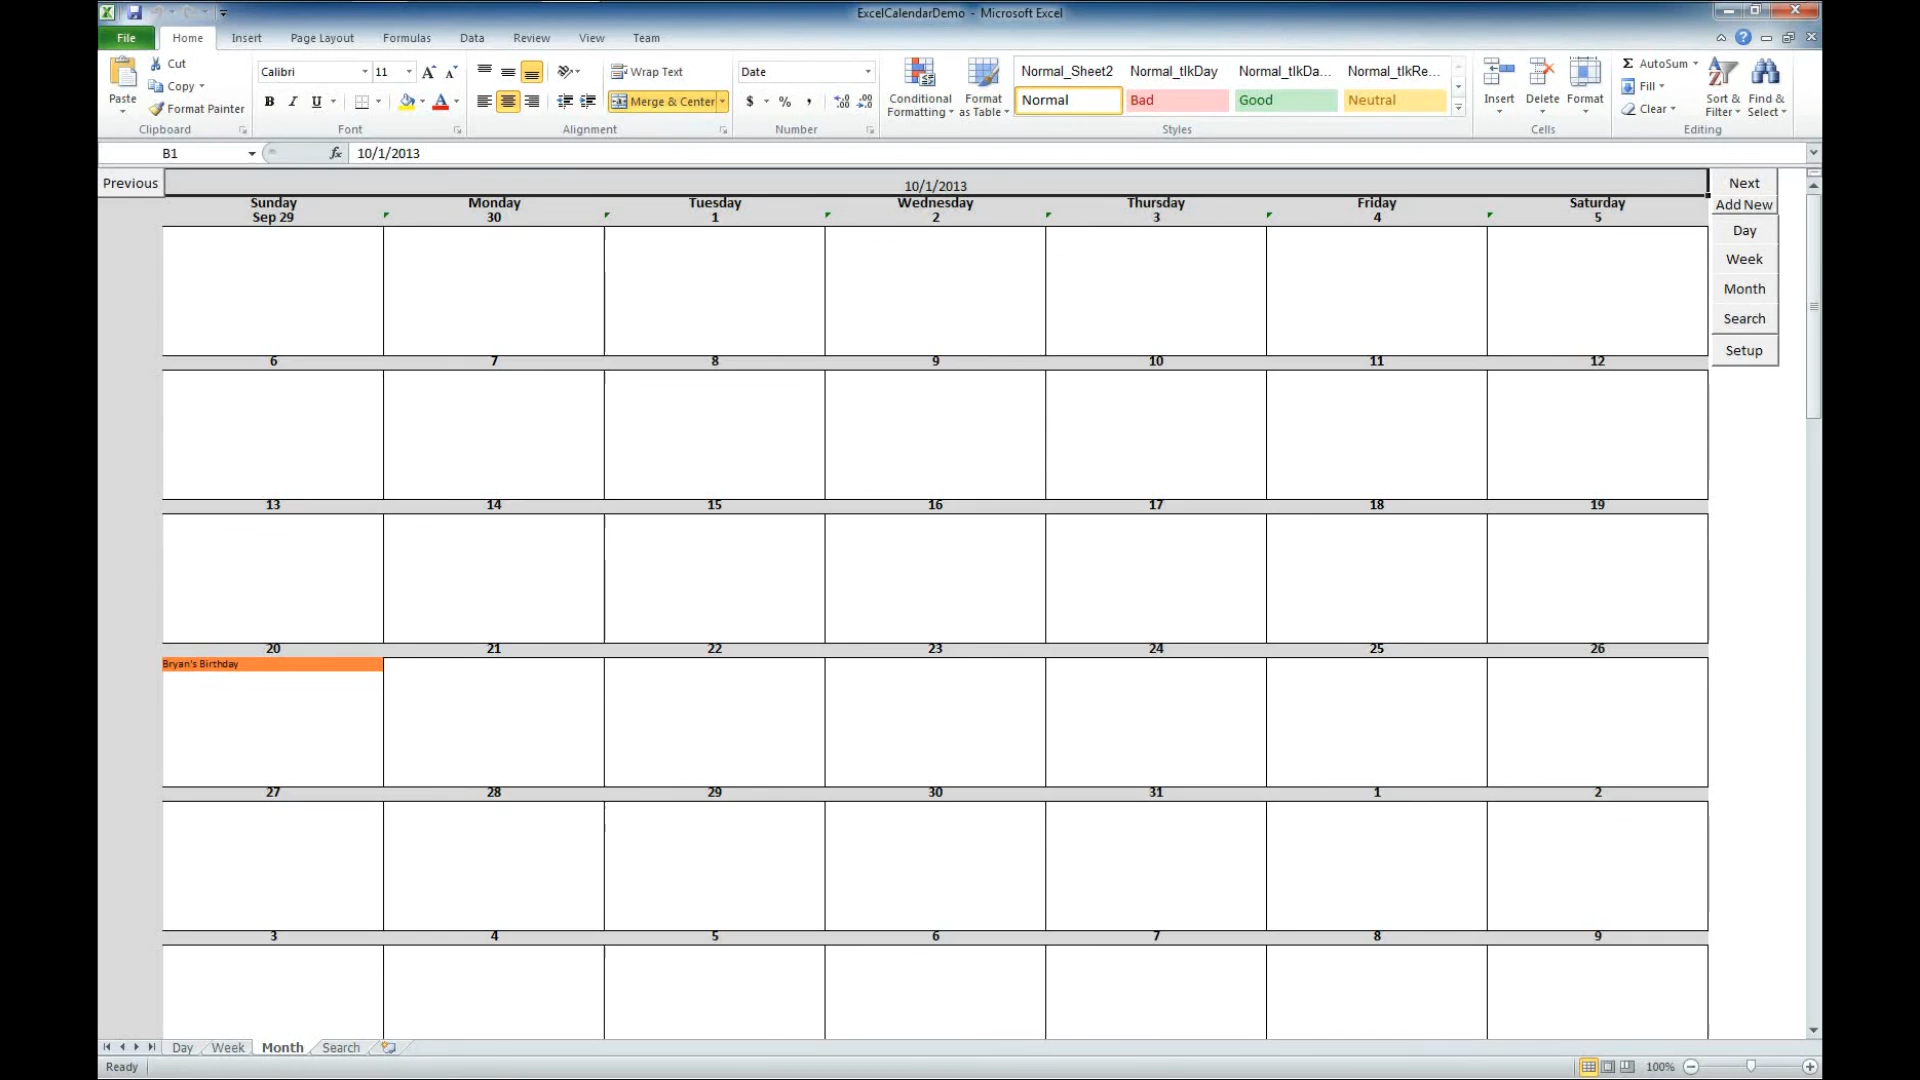 ExcelCalendarDemo - Microsoft Excel
File Home Insert Page Layout Formulas Data Review View Team
Paste
Cut
Copy
Format Painter
Clipboard
Calibri 11
B I U A
Font
Wrap Text
Merge & Center
Alignment
Date
$ % ,
Number
Conditional Formatting
Format as Table
Normal_Sheet2 Normal_tlkDay Normal_tlkDa... Normal_tlkRe...
Normal Bad Good Neutral
Styles
Insert Delete Format
Cells
Σ AutoSum
Fill
Clear
Sort & Filter
Find & Select
Editing
B1 fx 10/1/2013
Previous 10/1/2013 Next
Sunday Monday Tuesday Wednesday Thursday Friday Saturday
Sep 29 30 1 2 3 4 5
Add New
Day
Week
Month
Search
Setup
6 7 8 9 10 11 12
13 14 15 16 17 18 19
20 21 22 23 24 25 26
Bryan's Birthday
27 28 29 30 31 1 2
3 4 5 6 7 8 9
Day Week Month Search
Ready 100%